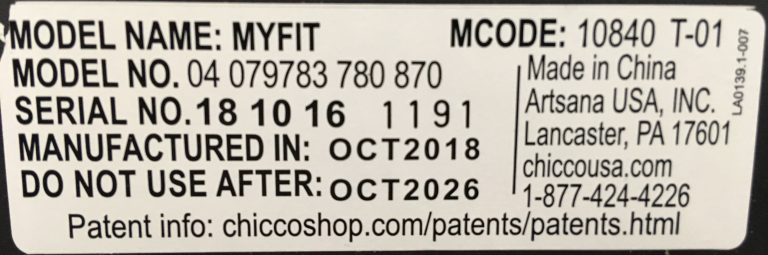 MODEL NAME: MYFIT MCODE: 10840 T-01
MODEL NO. 04 079783 780 870
SERIAL NO. 18 10 16 1191
MANUFACTURED IN: OCT2018
DO NOT USE AFTER: OCT2026
Made in China
Artsana USA, INC.
Lancaster, PA 17601
chiccousa.com
1-877-424-4226
LA0139.1-007
Patent info: chiccoshop.com/patents/patents.html